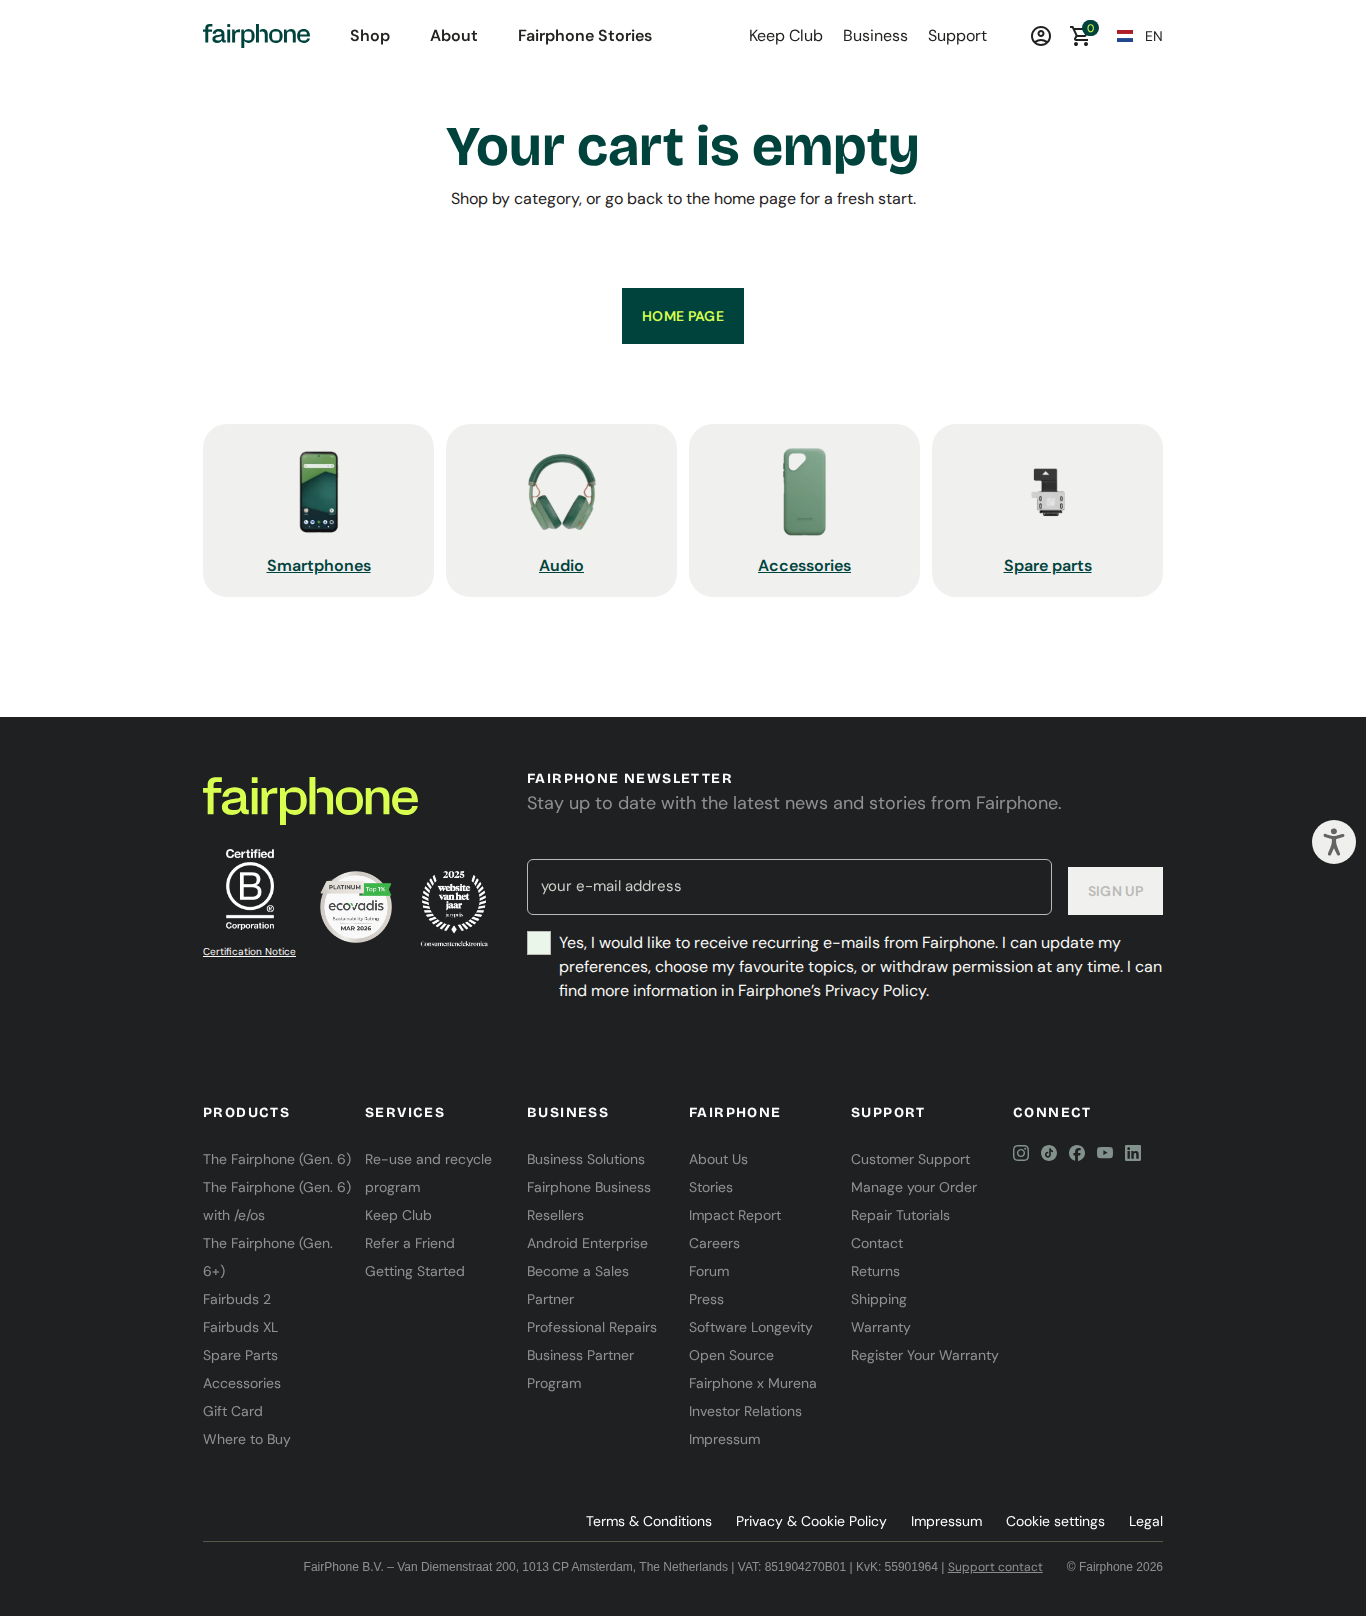 fairphone
Shop
About
Fairphone Stories
Keep Club
Business
Support
0
EN
Your cart is empty
Shop by category, or go back to the home page for a fresh start.
HOME PAGE
Smartphones
Audio
Accessories
Spare parts
fairphone
Certified
B
®
Corporation
Certification Notice
PLATINUM Top 1%
ecovadis
Sustainability Rating
MAR 2026
2025
website
van het
jaar
Consumentenelektronica
FAIRPHONE NEWSLETTER
Stay up to date with the latest news and stories from Fairphone.
your e-mail address
SIGN UP
Yes, I would like to receive recurring e-mails from Fairphone. I can update my
preferences, choose my favourite topics, or withdraw permission at any time. I can
find more information in Fairphone’s Privacy Policy.
PRODUCTS
The Fairphone (Gen. 6)
The Fairphone (Gen. 6)
with /e/os
The Fairphone (Gen.
6+)
Fairbuds 2
Fairbuds XL
Spare Parts
Accessories
Gift Card
Where to Buy
SERVICES
Re-use and recycle
program
Keep Club
Refer a Friend
Getting Started
BUSINESS
Business Solutions
Fairphone Business
Resellers
Android Enterprise
Become a Sales
Partner
Professional Repairs
Business Partner
Program
FAIRPHONE
About Us
Stories
Impact Report
Careers
Forum
Press
Software Longevity
Open Source
Fairphone x Murena
Investor Relations
Impressum
SUPPORT
Customer Support
Manage your Order
Repair Tutorials
Contact
Returns
Shipping
Warranty
Register Your Warranty
CONNECT
Terms & Conditions
Privacy & Cookie Policy
Impressum
Cookie settings
Legal
FairPhone B.V. – Van Diemenstraat 200, 1013 CP Amsterdam, The Netherlands | VAT: 851904270B01 | KvK: 55901964 | Support contact
© Fairphone 2026